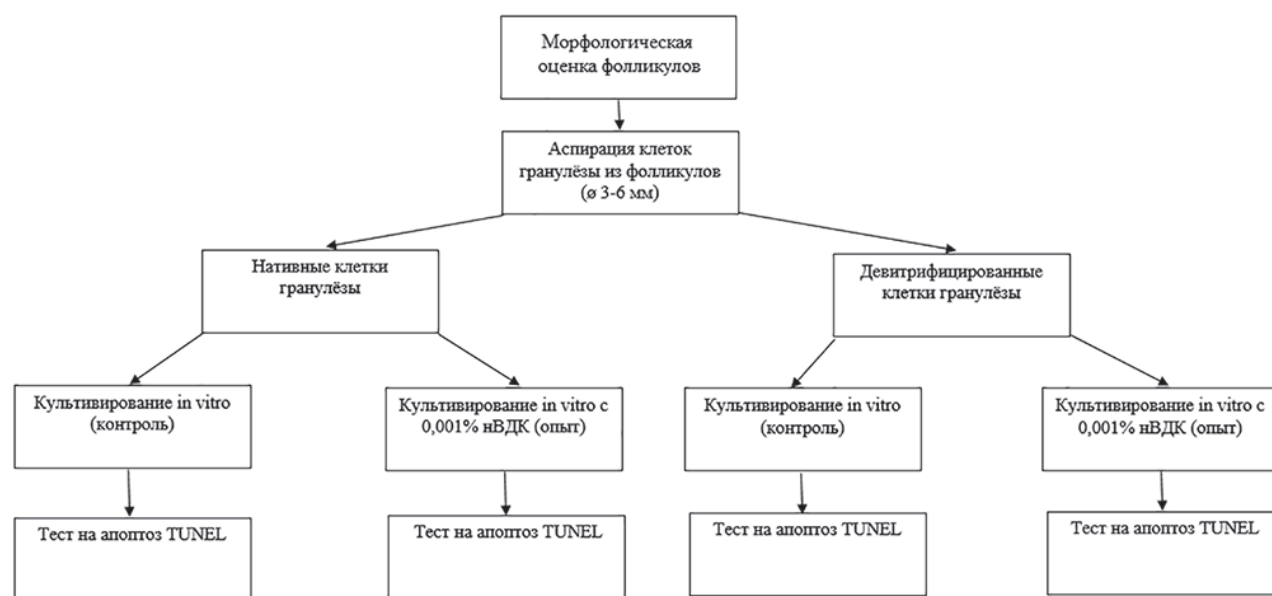 Морфологическая
оценка фолликулов
Аспирация клеток
гранулёзы из фолликулов
(ø 3-6 мм)
Нативные клетки
гранулёзы
Девитрифицированные
клетки гранулёзы
Культивирование in vitro
(контроль)
Культивирование in vitro с
0,001% нВДК (опыт)
Культивирование in vitro
(контроль)
Культивирование in vitro с
0,001% нВДК (опыт)
Тест на апоптоз TUNEL
Тест на апоптоз TUNEL
Тест на апоптоз TUNEL
Тест на апоптоз TUNEL